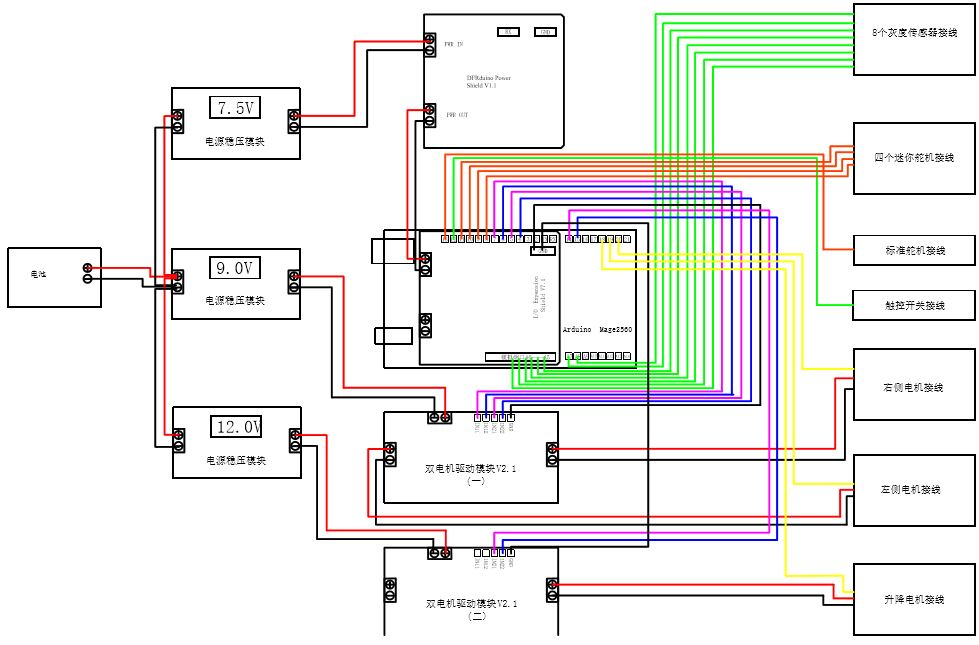 PWR IN
DFRduino Power
Shield V1.1
PWR OUT
7.5V
电源稳压模块
电池
9.0V
电源稳压模块
12.0V
电源稳压模块
I/O Expansion
Shield V7.1
Arduino Mage2560
双电机驱动模块V2.1
(一)
双电机驱动模块V2.1
(二)
8个灰度传感器接线
四个迷你舵机接线
标准舵机接线
触控开关接线
右侧电机接线
左侧电机接线
升降电机接线